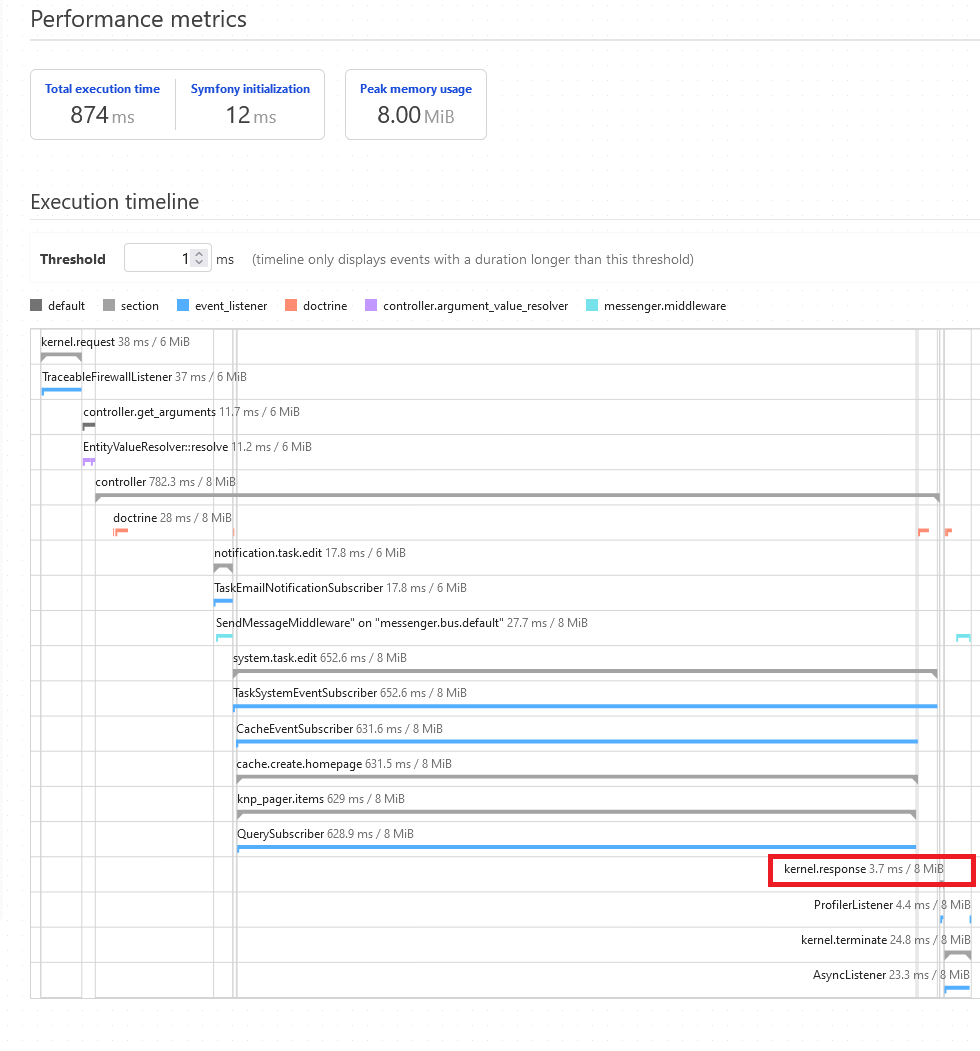 Performance metrics
Total execution time Symfony initialization Peak memory usage
874 ms 12 ms 8.00 MiB
Execution timeline
Threshold 1 ms (timeline only displays events with a duration longer than this threshold)
default section event_listener doctrine controller.argument_value_resolver messenger.middleware
kernel.request 38 ms / 6 MiB
TraceableFirewallListener 37 ms / 6 MiB
controller.get_arguments 11.7 ms / 6 MiB
EntityValueResolver::resolve 11.2 ms / 6 MiB
controller 782.3 ms / 8 MiB
doctrine 28 ms / 8 MiB
notification.task.edit 17.8 ms / 6 MiB
TaskEmailNotificationSubscriber 17.8 ms / 6 MiB
SendMessageMiddleware" on "messenger.bus.default" 27.7 ms / 8 MiB
system.task.edit 652.6 ms / 8 MiB
TaskSystemEventSubscriber 652.6 ms / 8 MiB
CacheEventSubscriber 631.6 ms / 8 MiB
cache.create.homepage 631.5 ms / 8 MiB
knp_pager.items 629 ms / 8 MiB
QuerySubscriber 628.9 ms / 8 MiB
kernel.response 3.7 ms / 8 MiB
ProfilerListener 4.4 ms / 8 MiB
kernel.terminate 24.8 ms / 8 MiB
AsyncListener 23.3 ms / 8 MiB